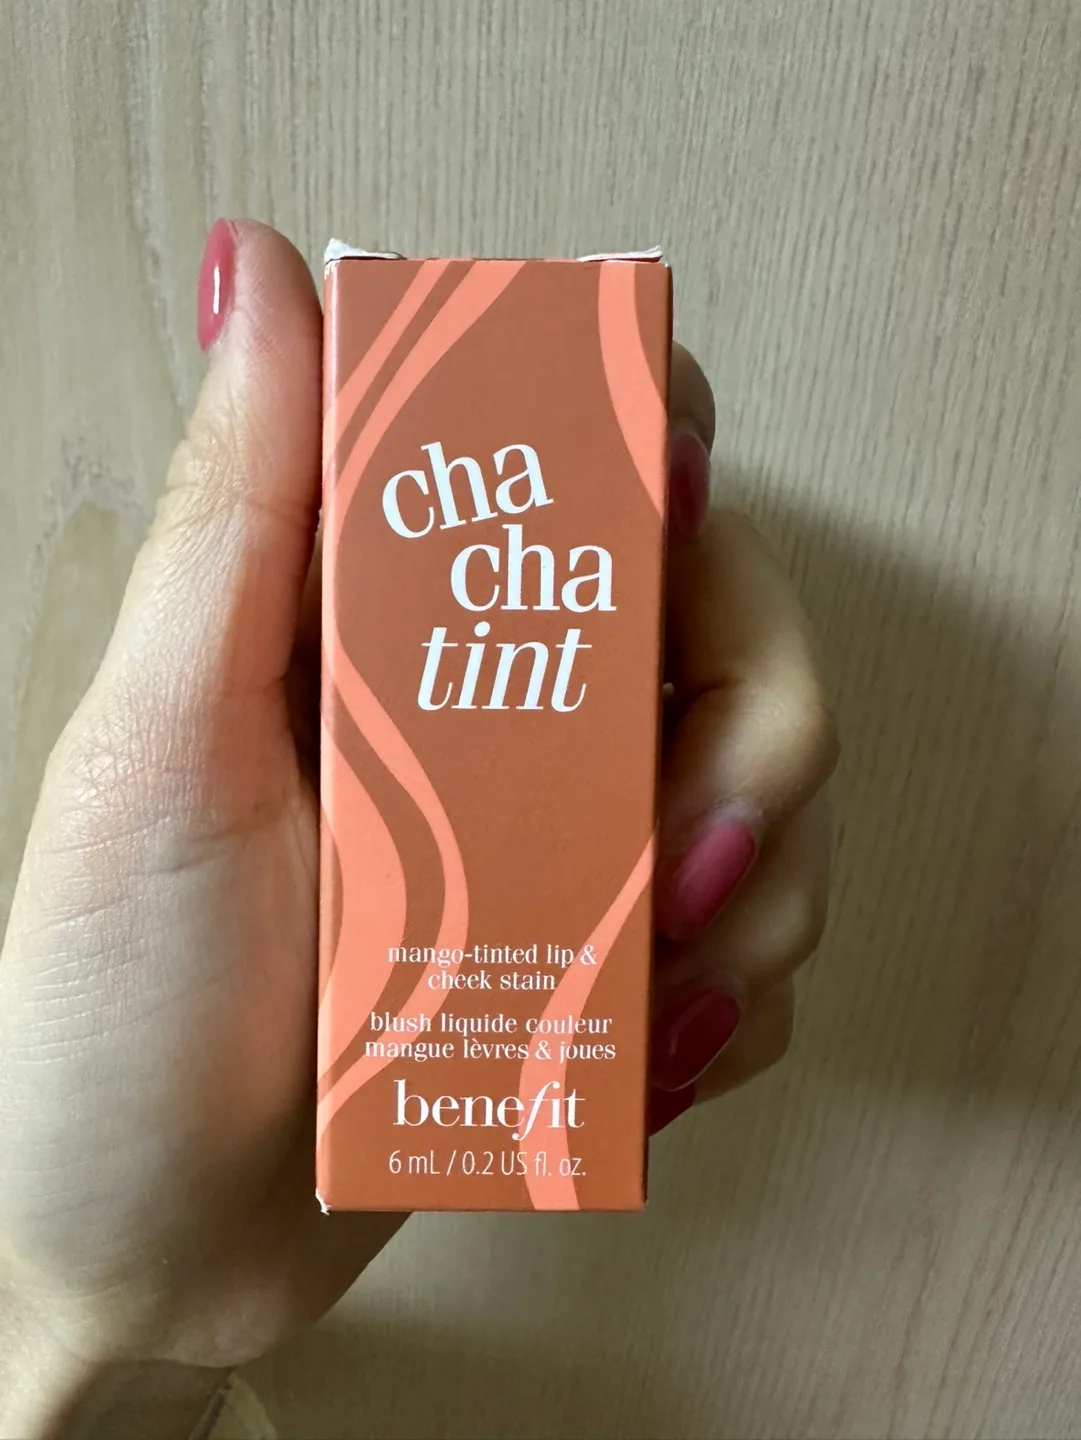 cha
cha
tint
mango-tinted lip &
cheek stain
blush liquide couleur
mangue lèvres & joues
benefit
6 mL / 0.2 US fl. oz.